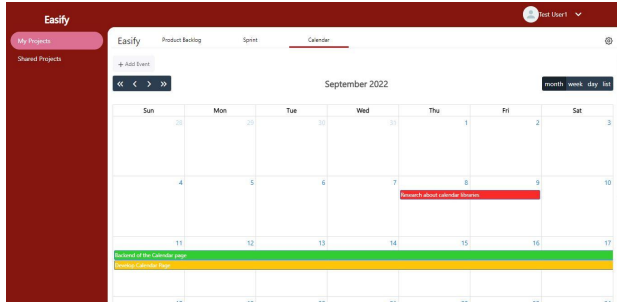 Easify
Test User1
My Projects
Shared Projects
Easify Product Backlog Sprint Calendar
+ Add Event
September 2022
month week day list
Sun Mon Tue Wed Thu Fri Sat
28 29 30 31 1 2 3
4 5 6 7 8 9 10
Research about calendar libraries
11 12 13 14 15 16 17
Backend of the Calendar page
Develop Calendar Page